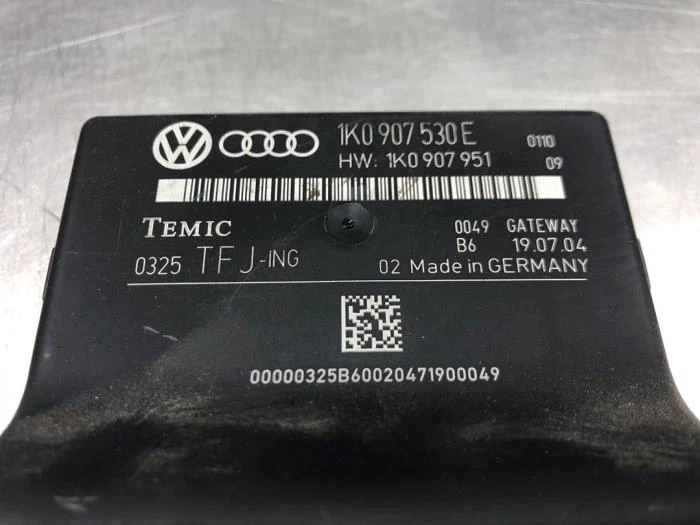 1K0 907 530 E 0110
HW: 1K0 907 951 09
TEMIC 0049 GATEWAY
B6 19.07.04
0325 TFJ-ING 02 Made in GERMANY
00000325B60020471900049